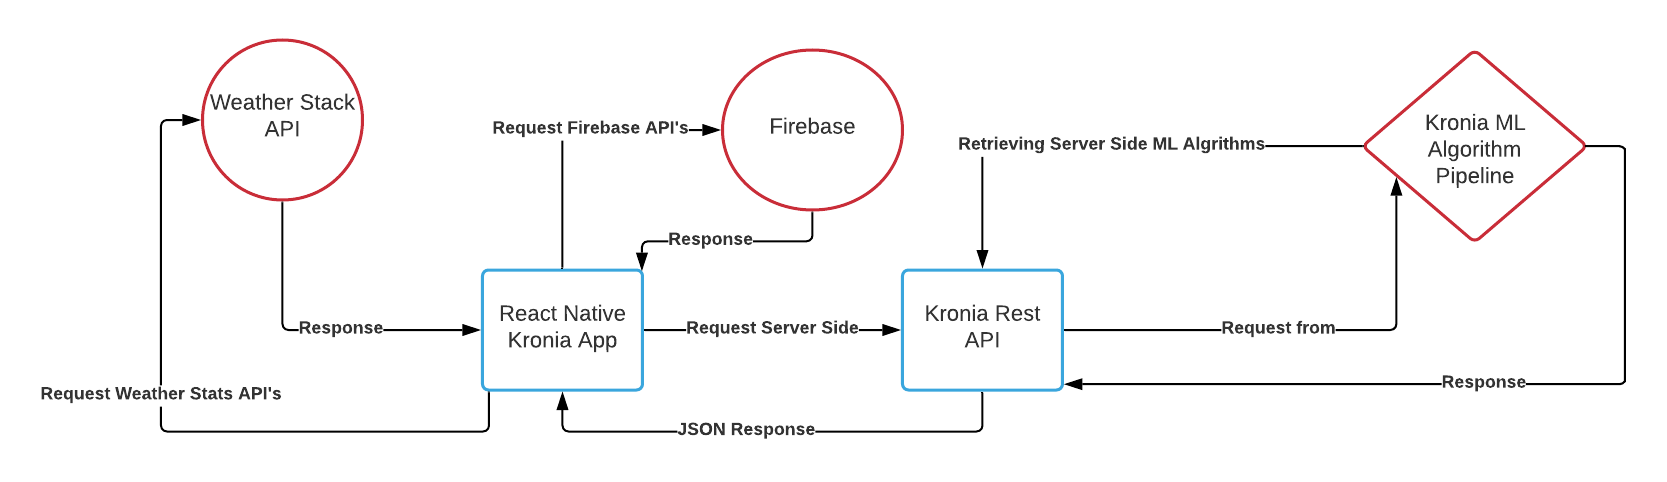 Weather Stack
API
Request Firebase API's
Firebase
Kronia ML
Algorithm
Pipeline
Retrieving Server Side ML Algrithms
Response
React Native
Kronia App
Kronia Rest
API
Response
Request Server Side
Request from
Request Weather Stats API's
Response
JSON Response